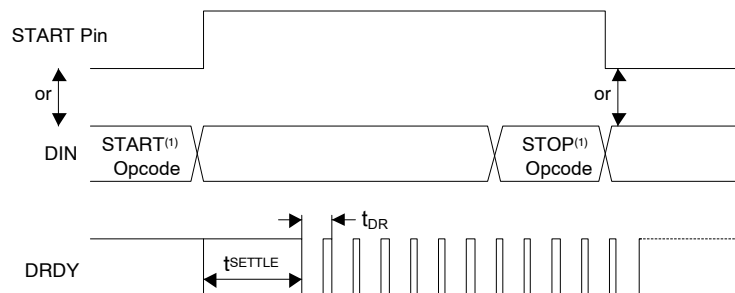 START Pin
or
or
DIN
START(1)
Opcode
STOP(1)
Opcode
tDR
tSETTLE
DRDY